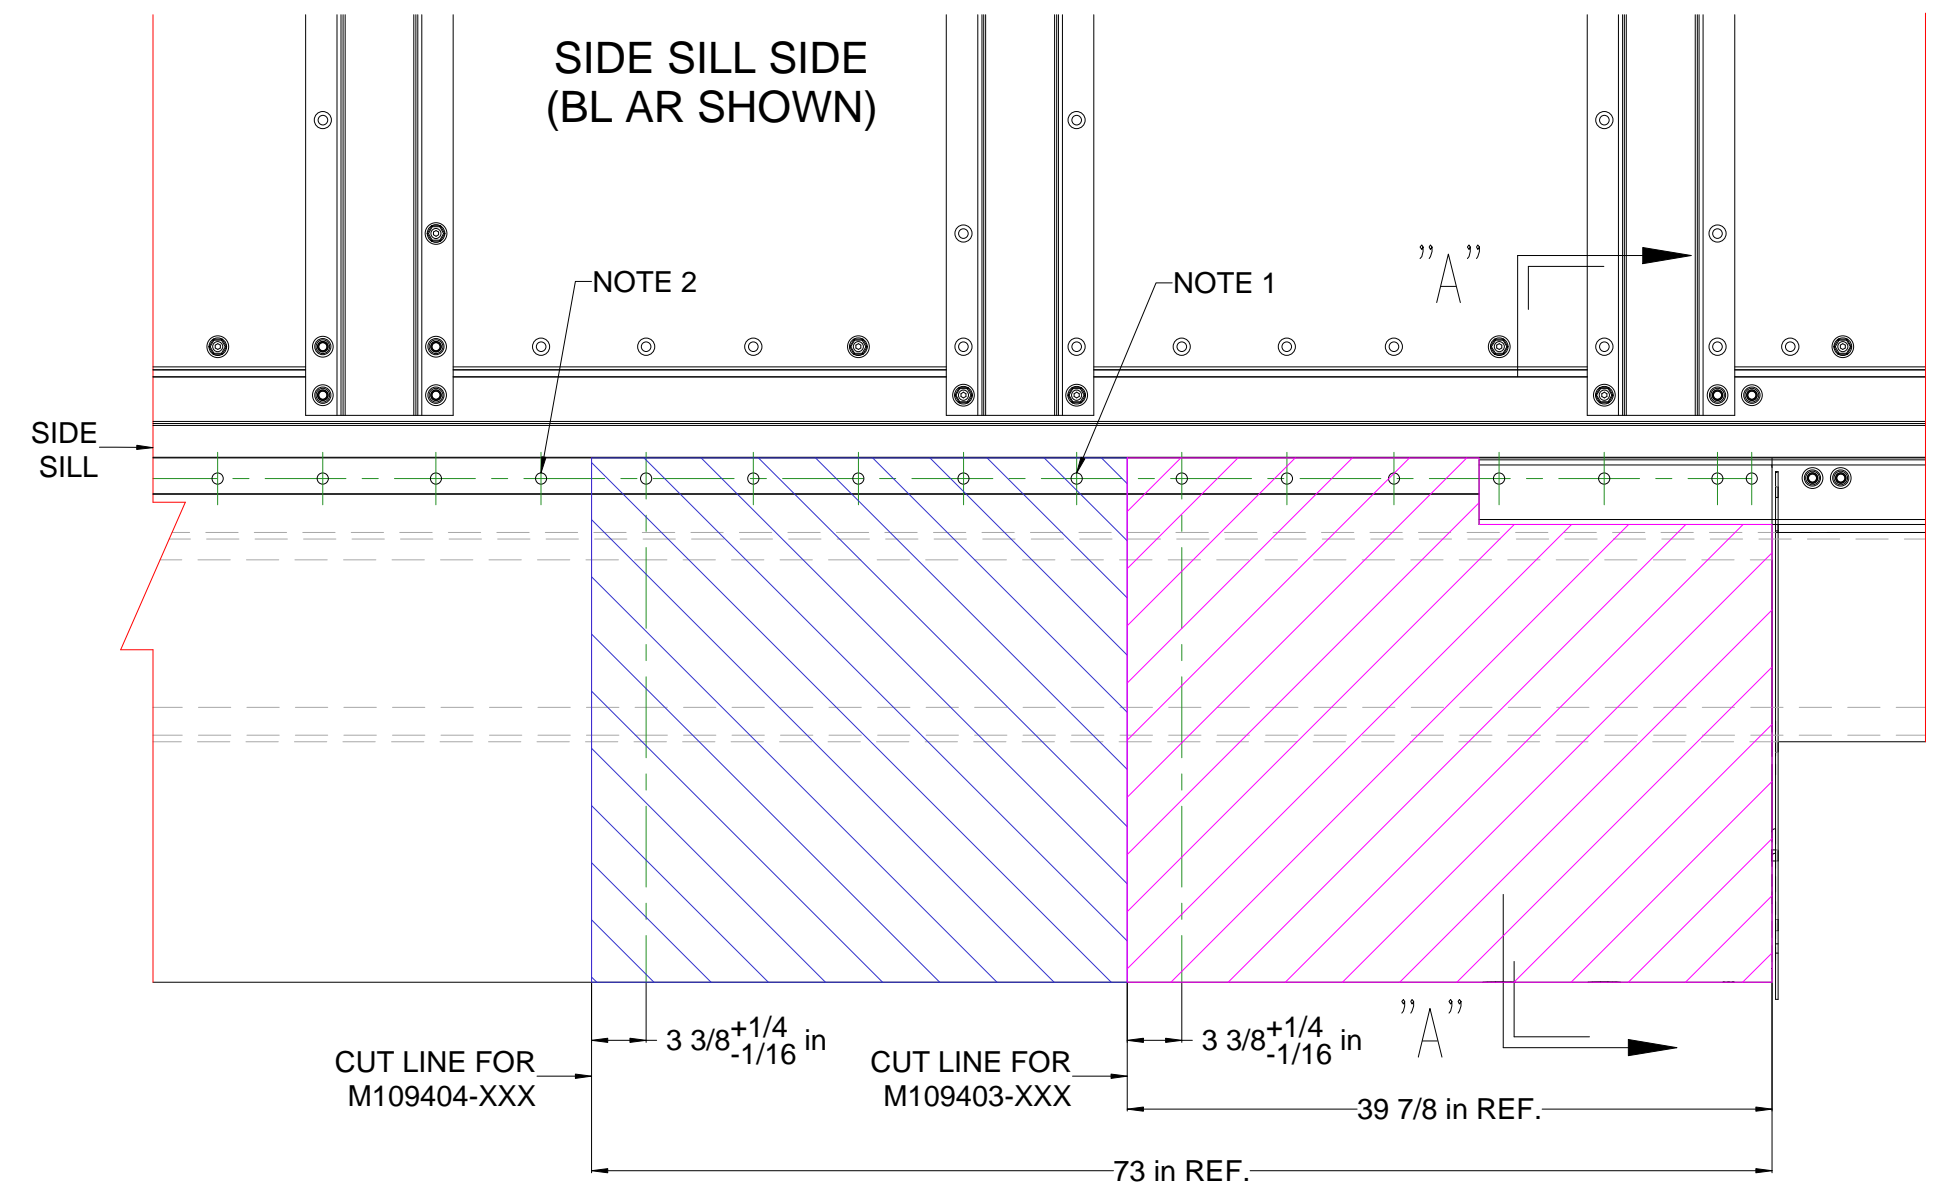 SIDE SILL SIDE
(BL AR SHOWN)
"A"
NOTE 2
NOTE 1
SIDE
SILL
3 3/8 +1/4 -1/16 in
3 3/8 +1/4 -1/16 in
"A"
CUT LINE FOR
M109404-XXX
CUT LINE FOR
M109403-XXX
39 7/8 in REF.
73 in REF.